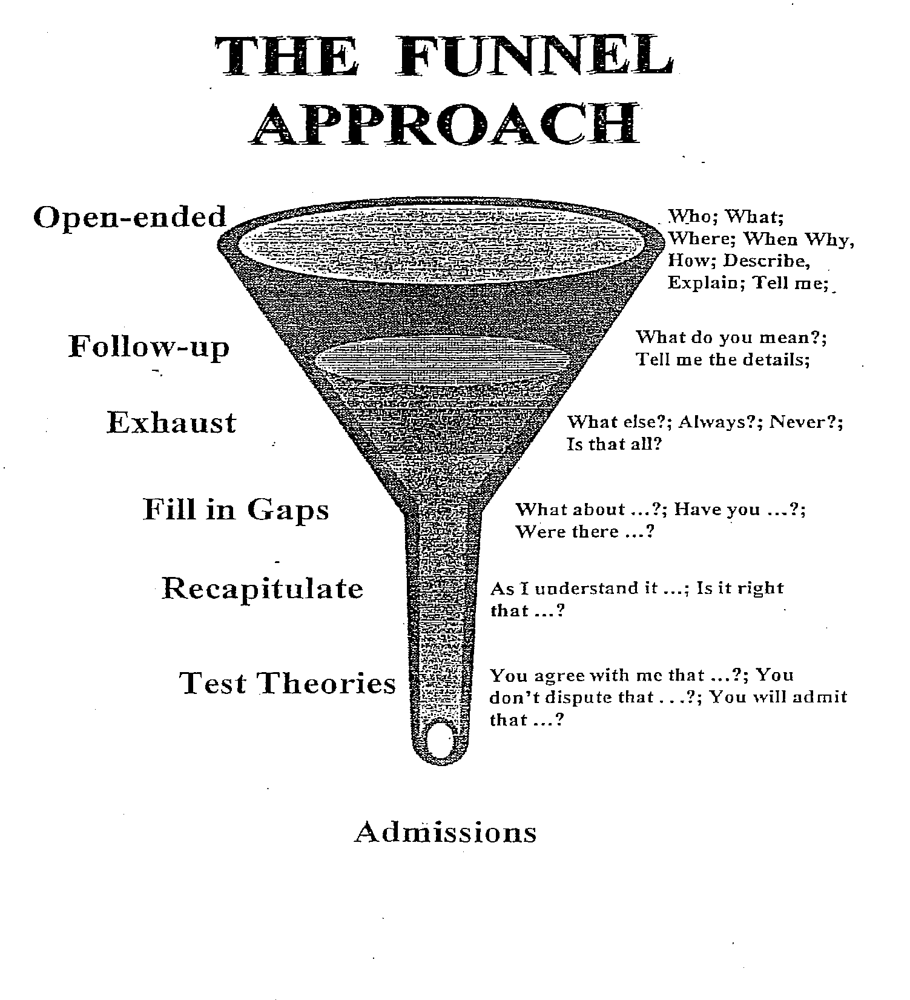 THE FUNNEL
APPROACH
Open-ended
Who; What;
Where; When Why,
How; Describe,
Explain; Tell me;
Follow-up
What do you mean?;
Tell me the details;
Exhaust
What else?; Always?; Never?;
Is that all?
Fill in Gaps
What about ...?; Have you ...?;
Were there ...?
Recapitulate
As I understand it ...; Is it right
that ...?
Test Theories
You agree with me that ...?; You
don't dispute that ...?; You will admit
that ...?
Admissions